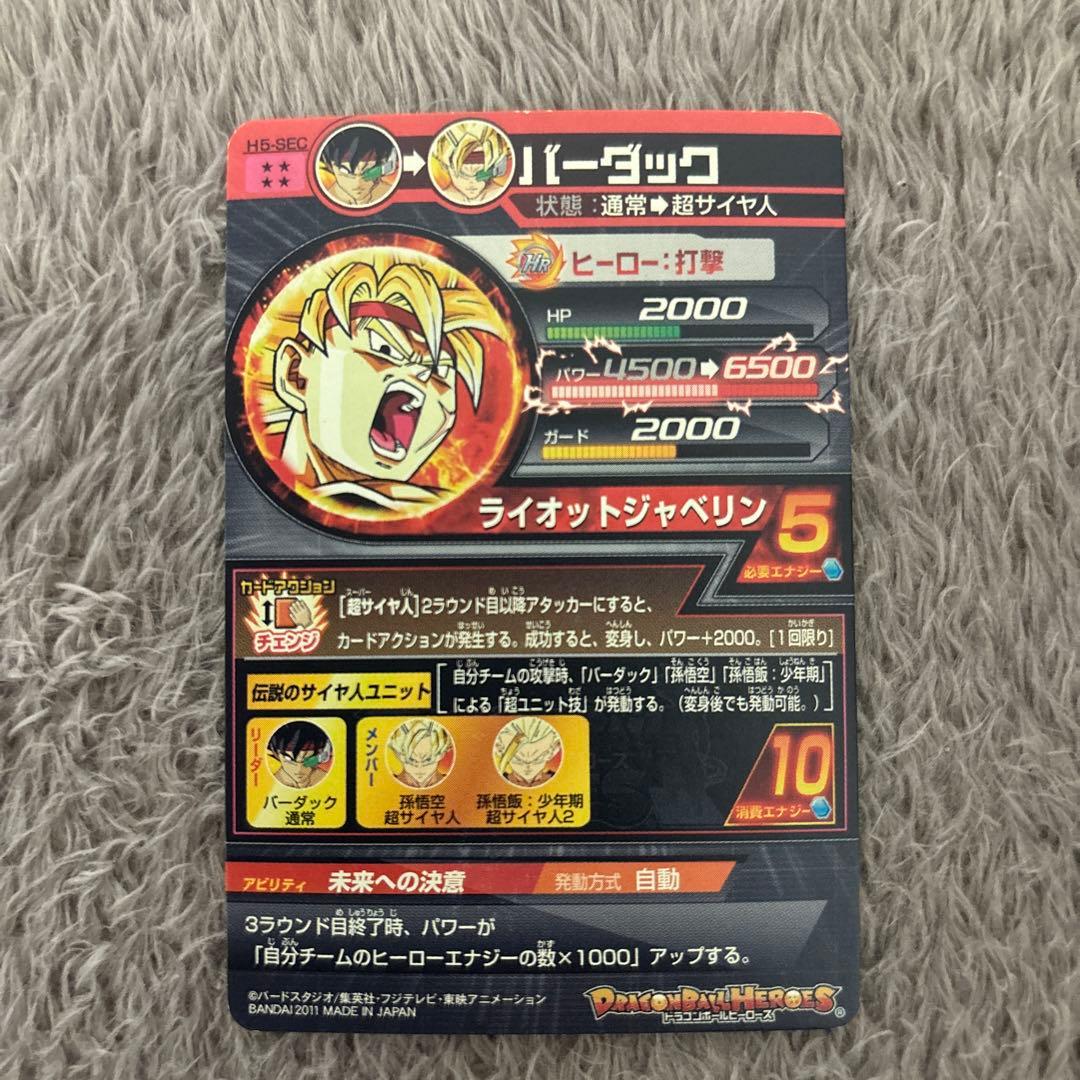 H5-SEC
バーダック
状態:通常➡超サイヤ人
HR ヒーロー:打撃
HP 2000
パワー 4500➡6500
ガード 2000
ライオットジャベリン 5
必要エナジー
カードアクション
チェンジ
[超サイヤ人]2ラウンド目以降アタッカーにすると、
カードアクションが発生する。成功すると、変身し、パワー+2000。[1回限り]
伝説のサイヤ人ユニット
自分チームの攻撃時、「バーダック」「孫悟空」「孫悟飯:少年期」
による「超ユニット技」が発動する。(変身後でも発動可能。)
リーダー
バーダック
通常
メンバー
孫悟空
超サイヤ人
孫悟飯:少年期
超サイヤ人2
10
消費エナジー
アビリティ 未来への決意 発動方式 自動
3ラウンド目終了時、パワーが
「自分チームのヒーローエナジーの数×1000」アップする。
©バードスタジオ/集英社・フジテレビ・東映アニメーション
BANDAI 2011 MADE IN JAPAN
DRAGONBALL HEROES
ドラゴンボールヒーローズ
®